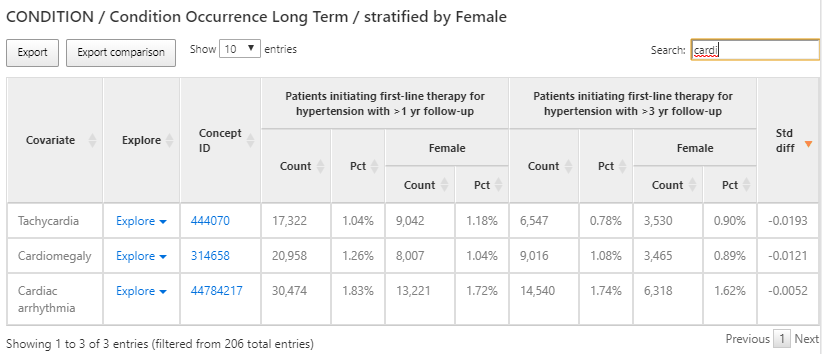 CONDITION / Condition Occurrence Long Term / stratified by Female
Export Export comparison Show 10 entries Search: cardi
Covariate Explore Concept ID Patients initiating first-line therapy for hypertension with >1 yr follow-up Patients initiating first-line therapy for hypertension with >3 yr follow-up Std diff
Count Pct Female Count Pct Female
Count Pct Count Pct
Tachycardia Explore 444070 17,322 1.04% 9,042 1.18% 6,547 0.78% 3,530 0.90% -0.0193
Cardiomegaly Explore 314658 20,958 1.26% 8,007 1.04% 9,016 1.08% 3,465 0.89% -0.0121
Cardiac arrhythmia Explore 44784217 30,474 1.83% 13,221 1.72% 14,540 1.74% 6,318 1.62% -0.0052
Showing 1 to 3 of 3 entries (filtered from 206 total entries) Previous 1 Next